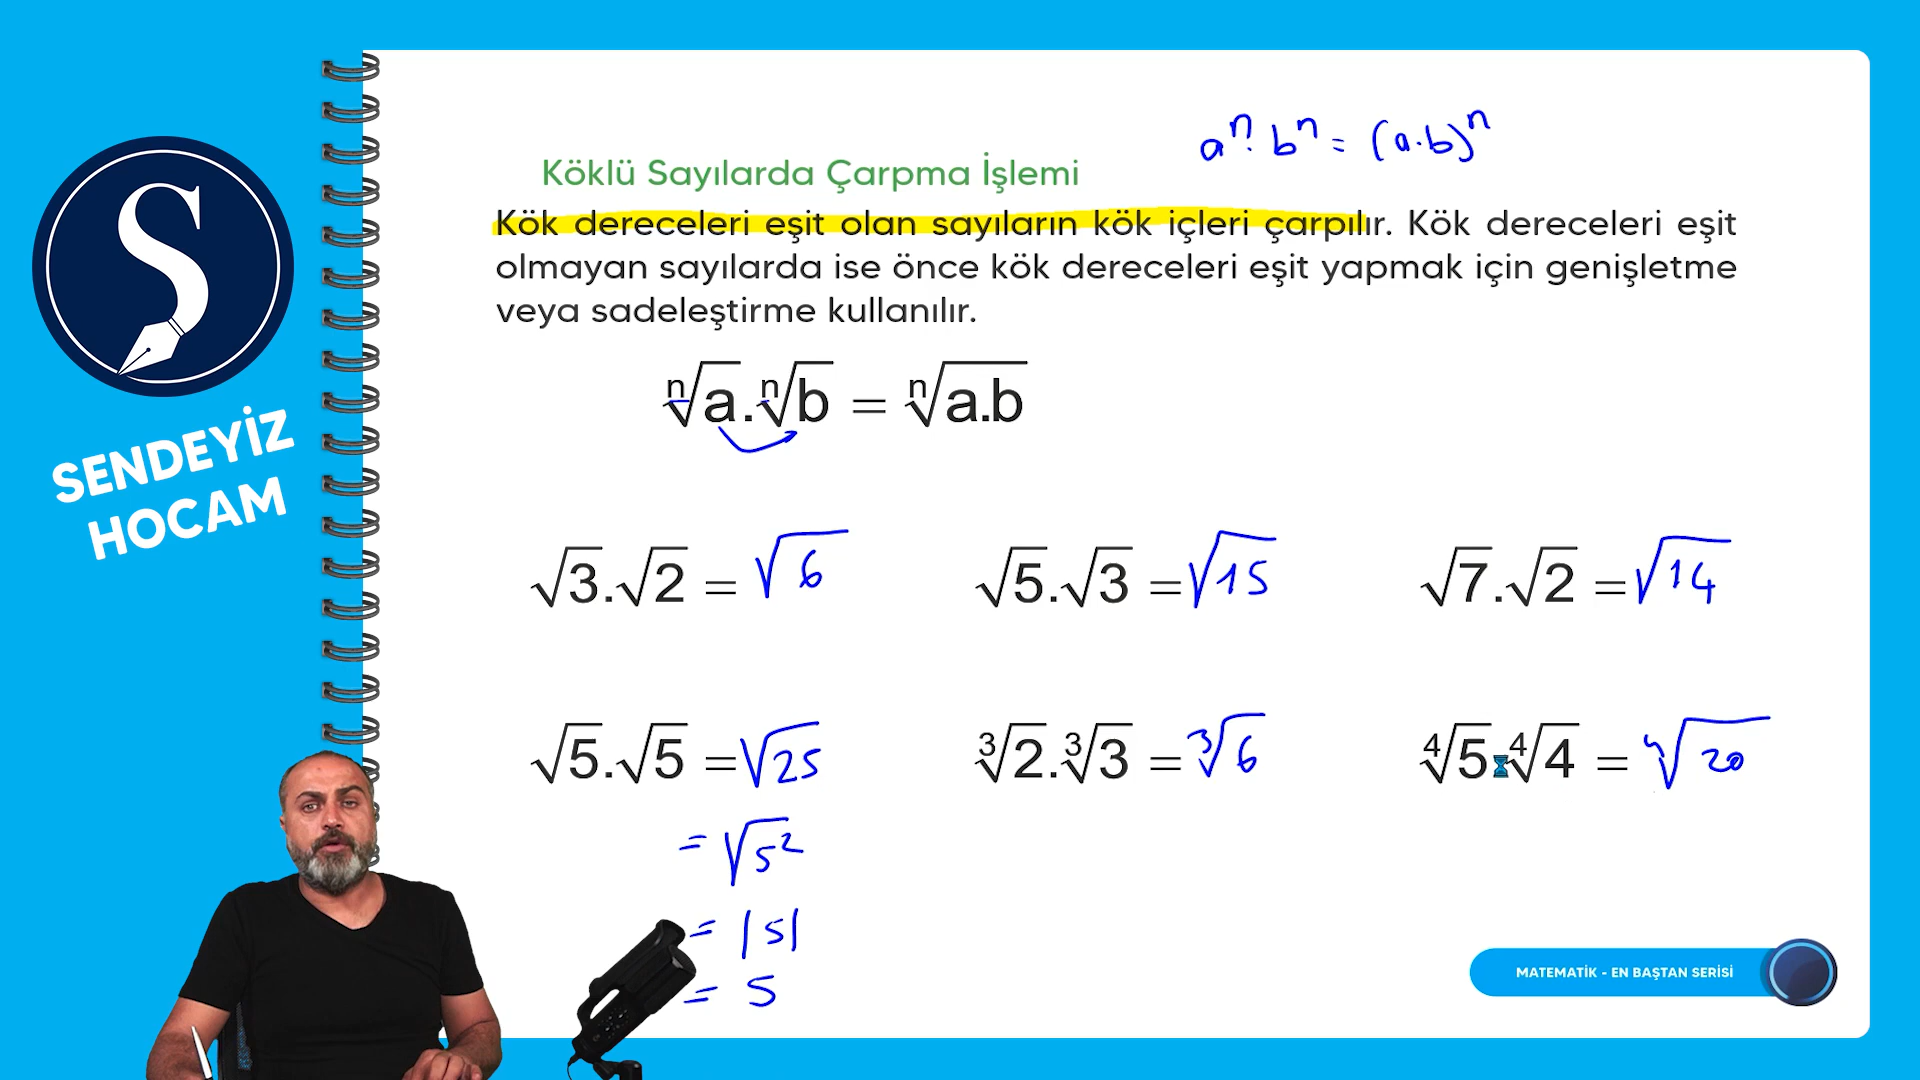 SENDEYİZ
HOCAM
aⁿ . bⁿ = (a.b)ⁿ
Köklü Sayılarda Çarpma İşlemi
Kök dereceleri eşit olan sayıların kök içleri çarpılır. Kök dereceleri eşit
olmayan sayılarda ise önce kök dereceleri eşit yapmak için genişletme
veya sadeleştirme kullanılır.
ⁿ√a . ⁿ√b = ⁿ√a.b
√3 . √2 = √6
√5 . √3 = √15
√7 . √2 = √14
√5 . √5 = √25
= √5²
= |5|
= 5
³√2 . ³√3 = ³√6
⁴√5 . ⁴√4 = ⁴√20
MATEMATİK - EN BAŞTAN SERİSİ